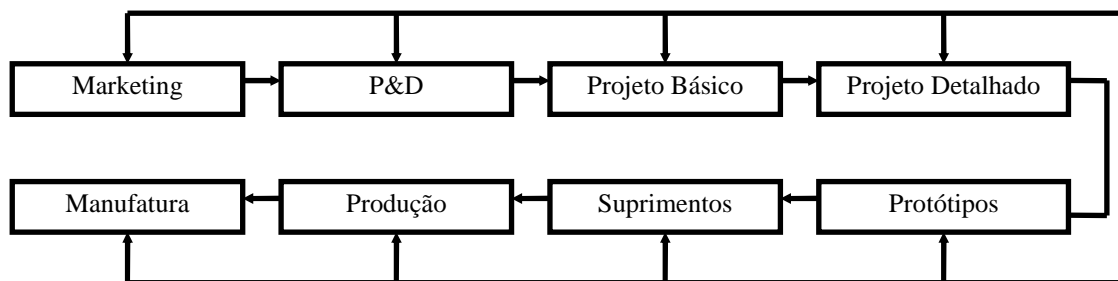 Marketing
P&D
Projeto Básico
Projeto Detalhado
Manufatura
Produção
Suprimentos
Protótipos